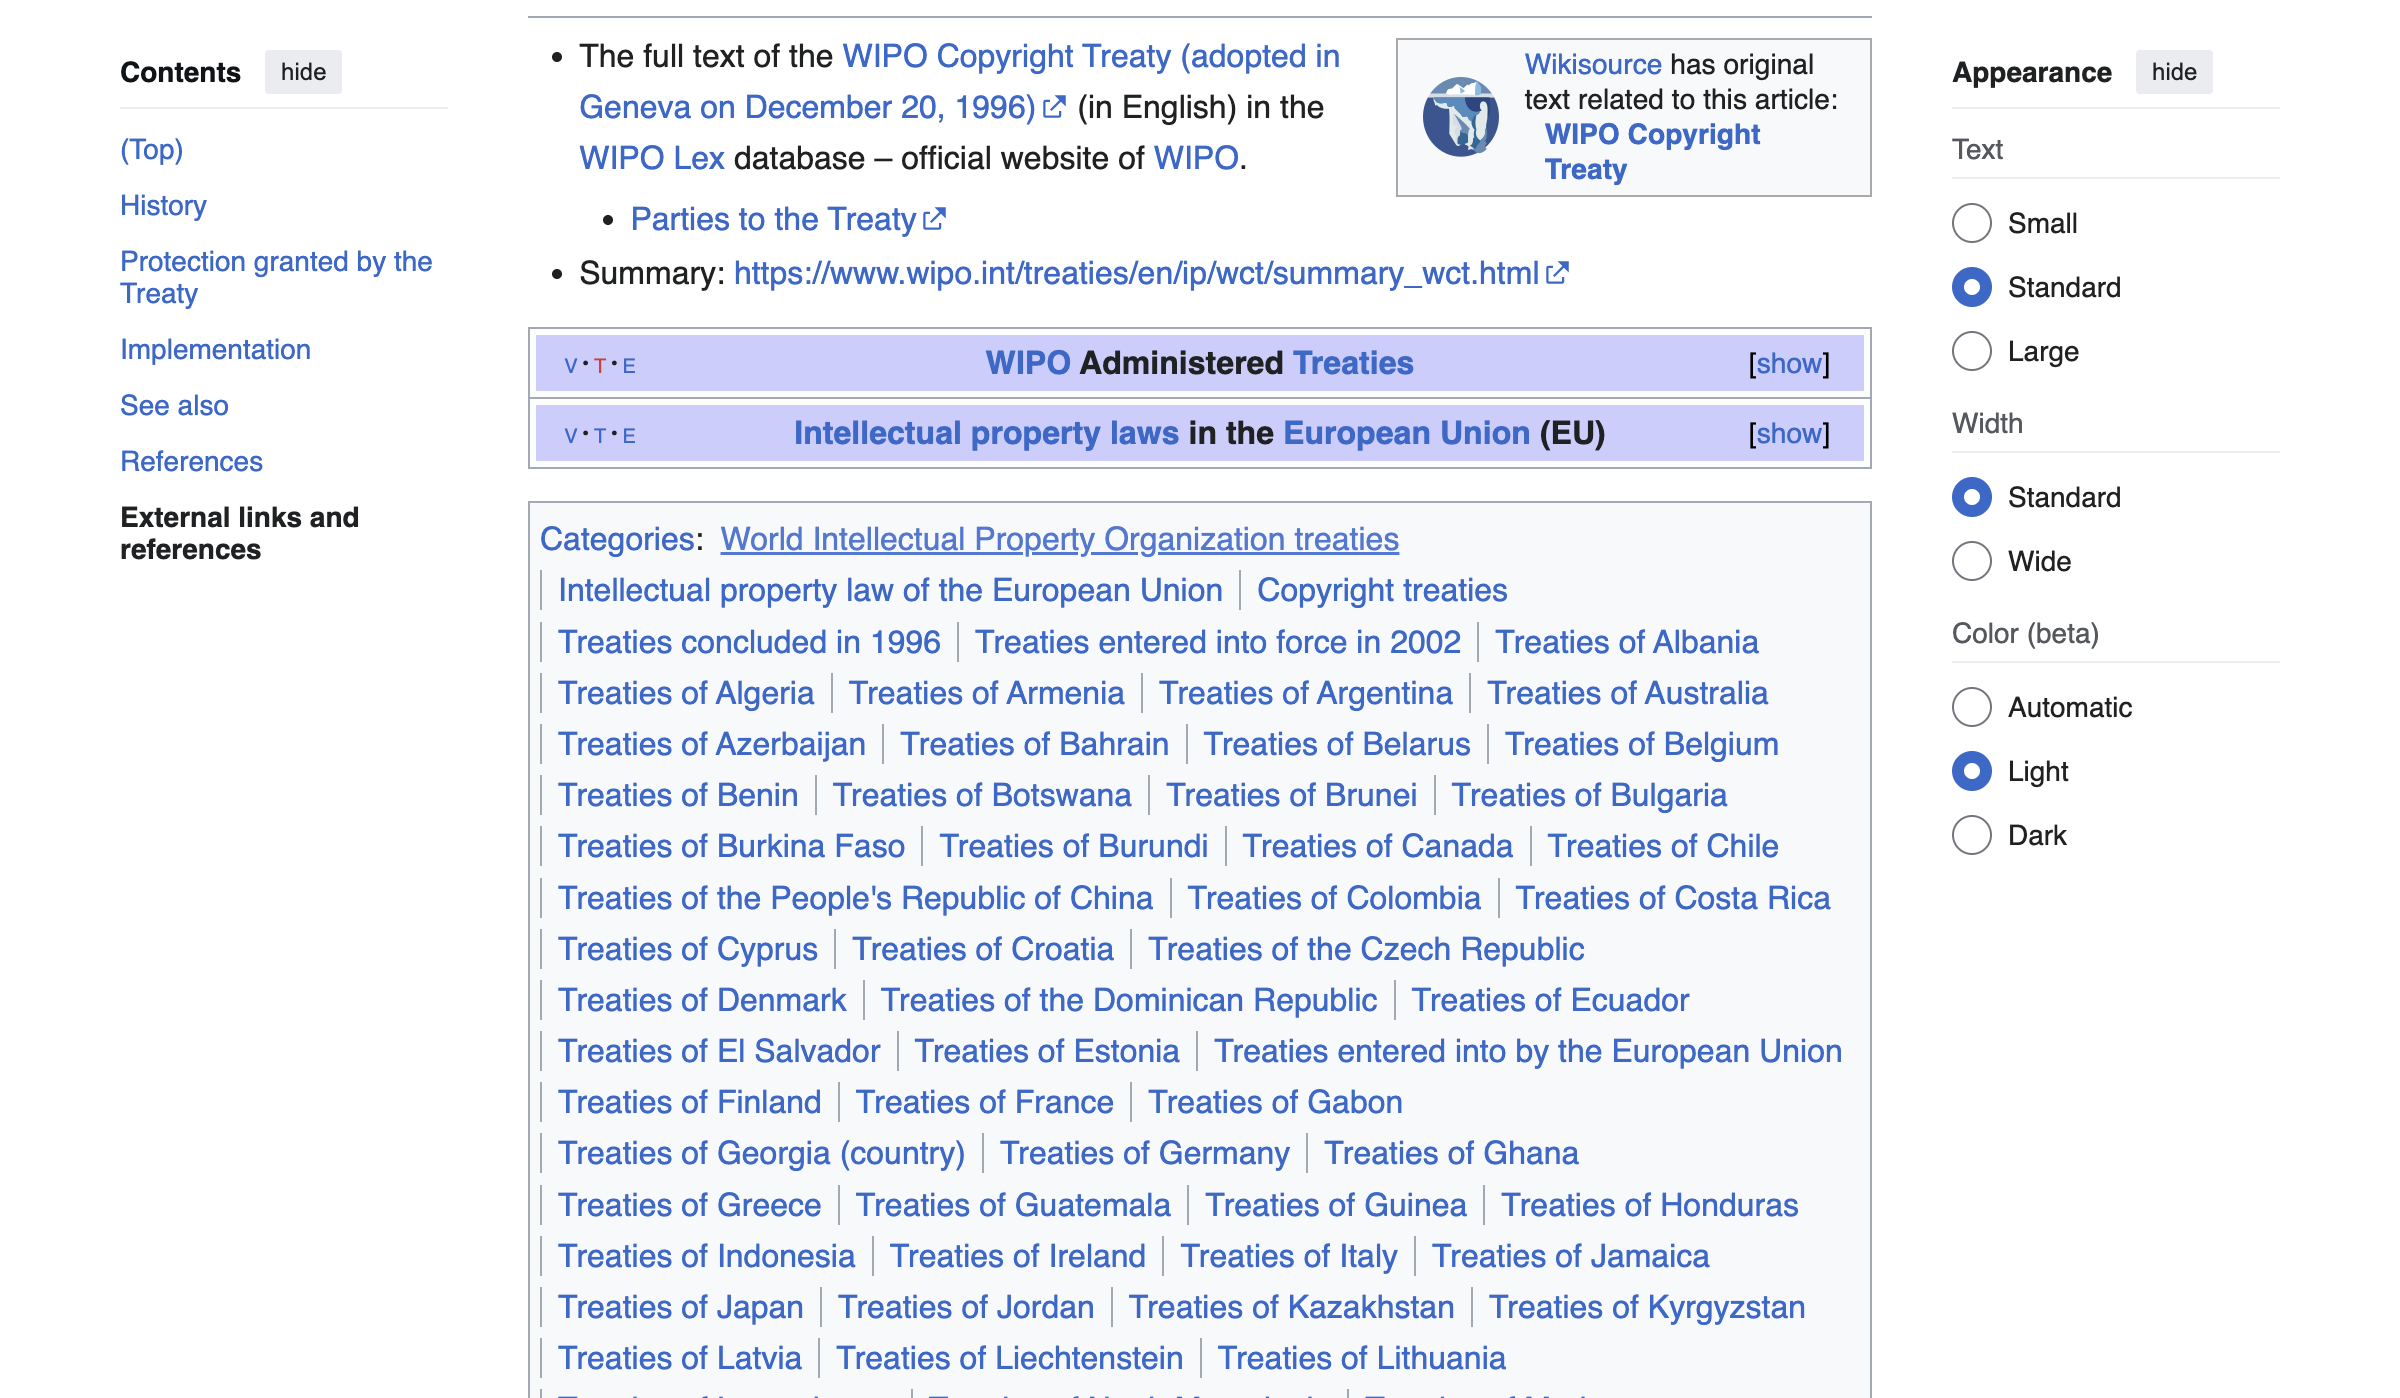 Contents hide
(Top)
History
Protection granted by the
Treaty
Implementation
See also
References
External links and
references
The full text of the WIPO Copyright Treaty (adopted in
Geneva on December 20, 1996) (in English) in the
WIPO Lex database – official website of WIPO.
Parties to the Treaty
Summary: https://www.wipo.int/treaties/en/ip/wct/summary_wct.html
Wikisource has original
text related to this article:
WIPO Copyright
Treaty
V · T · E WIPO Administered Treaties [show]
V · T · E Intellectual property laws in the European Union (EU) [show]
Categories: World Intellectual Property Organization treaties
Intellectual property law of the European Union | Copyright treaties
Treaties concluded in 1996 | Treaties entered into force in 2002 | Treaties of Albania
Treaties of Algeria | Treaties of Armenia | Treaties of Argentina | Treaties of Australia
Treaties of Azerbaijan | Treaties of Bahrain | Treaties of Belarus | Treaties of Belgium
Treaties of Benin | Treaties of Botswana | Treaties of Brunei | Treaties of Bulgaria
Treaties of Burkina Faso | Treaties of Burundi | Treaties of Canada | Treaties of Chile
Treaties of the People's Republic of China | Treaties of Colombia | Treaties of Costa Rica
Treaties of Cyprus | Treaties of Croatia | Treaties of the Czech Republic
Treaties of Denmark | Treaties of the Dominican Republic | Treaties of Ecuador
Treaties of El Salvador | Treaties of Estonia | Treaties entered into by the European Union
Treaties of Finland | Treaties of France | Treaties of Gabon
Treaties of Georgia (country) | Treaties of Germany | Treaties of Ghana
Treaties of Greece | Treaties of Guatemala | Treaties of Guinea | Treaties of Honduras
Treaties of Indonesia | Treaties of Ireland | Treaties of Italy | Treaties of Jamaica
Treaties of Japan | Treaties of Jordan | Treaties of Kazakhstan | Treaties of Kyrgyzstan
Treaties of Latvia | Treaties of Liechtenstein | Treaties of Lithuania
Appearance hide
Text
Small
Standard
Large
Width
Standard
Wide
Color (beta)
Automatic
Light
Dark